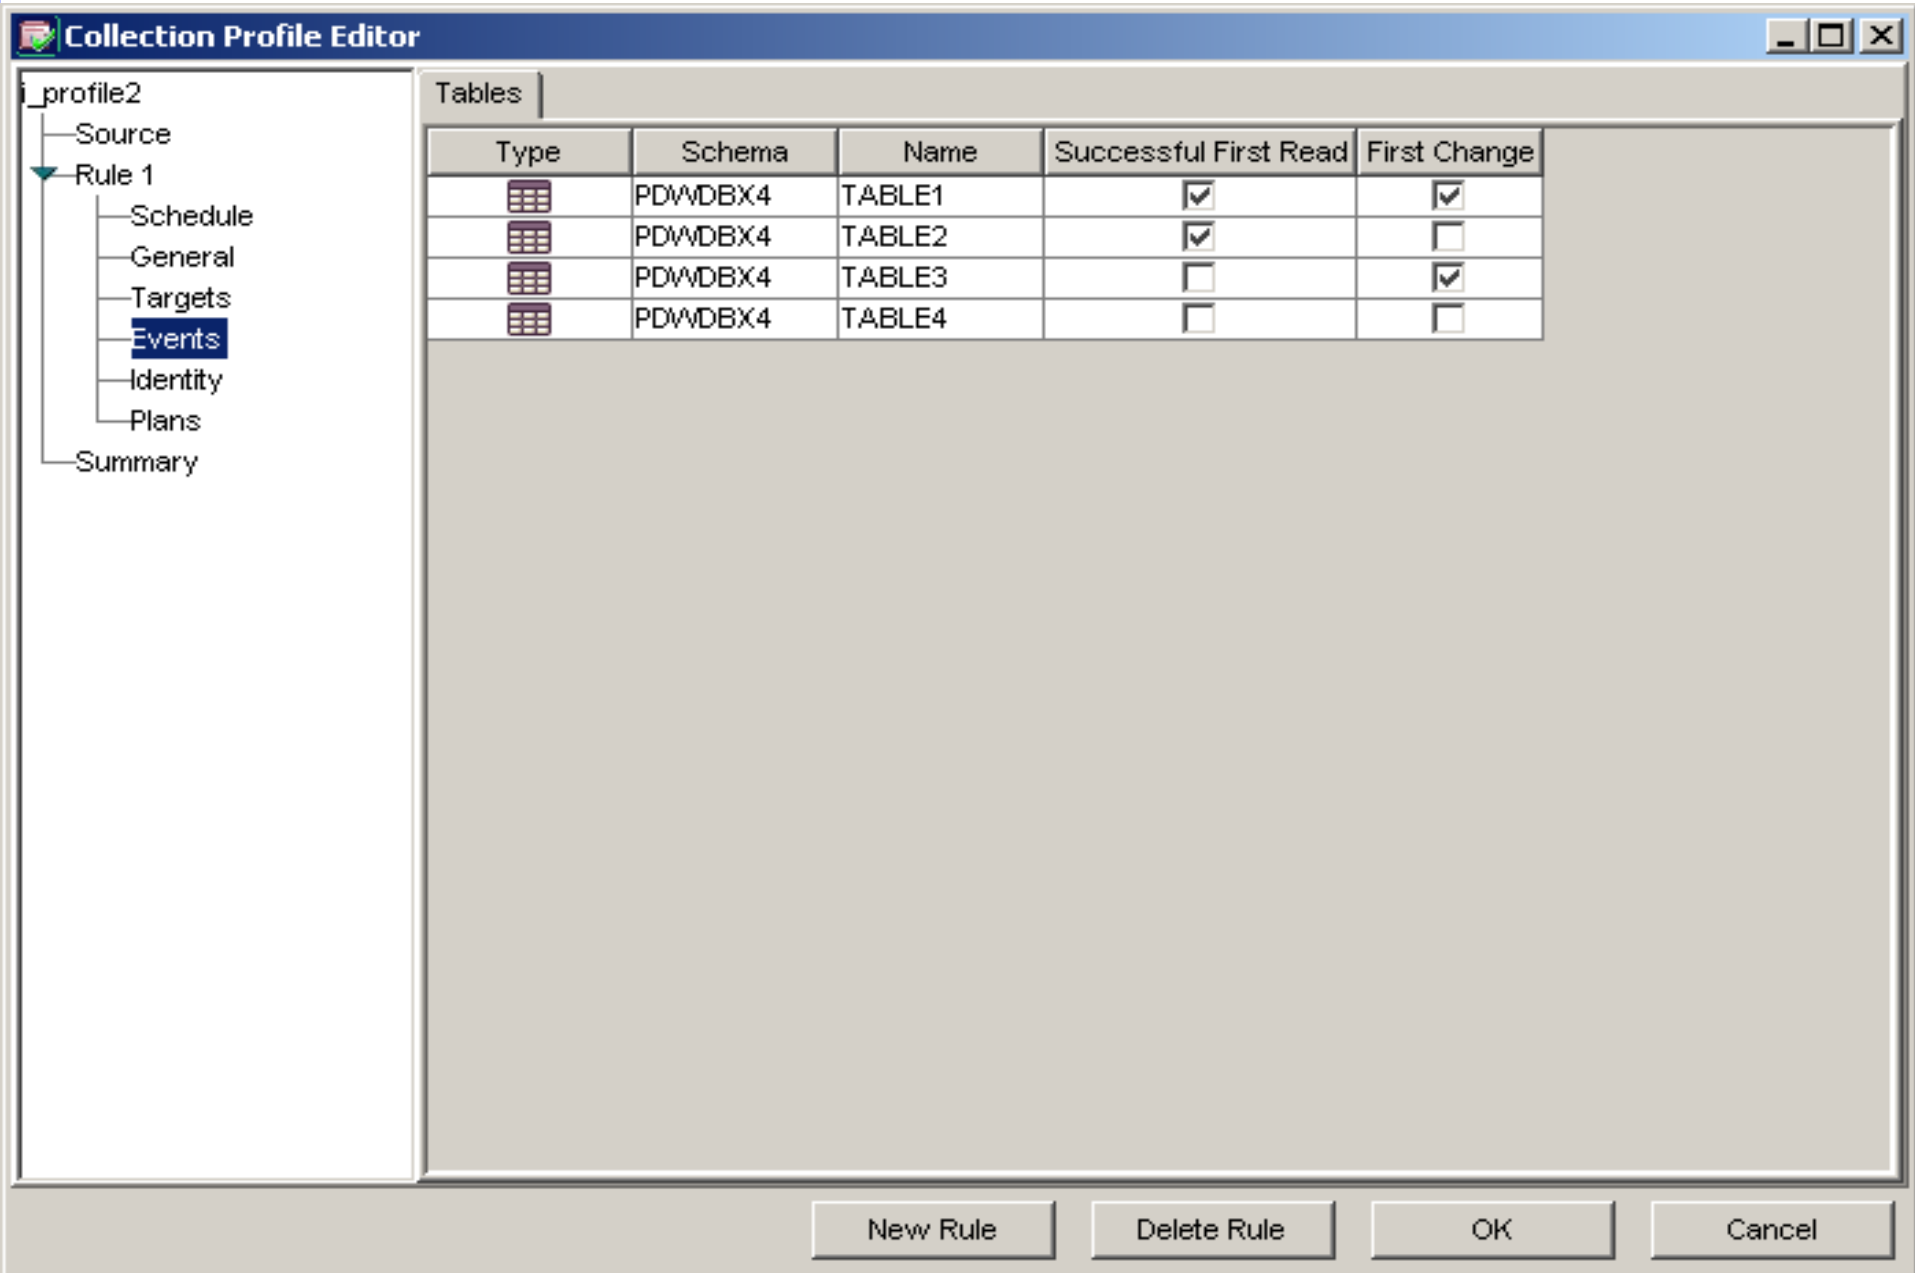 Collection Profile Editor
i_profile2
Source
Rule 1
Schedule
General
Targets
Events
Identity
Plans
Summary
Tables
Type Schema Name Successful First Read First Change
PDWDBX4 TABLE1
PDWDBX4 TABLE2
PDWDBX4 TABLE3
PDWDBX4 TABLE4
New Rule Delete Rule OK Cancel